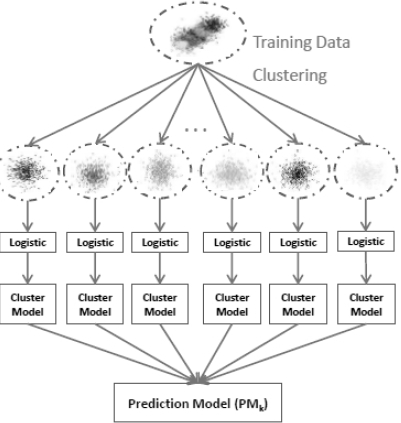 Training Data
Clustering
...
Logistic Logistic Logistic Logistic Logistic Logistic
Cluster Cluster Cluster Cluster Cluster Cluster
Model Model Model Model Model Model
Prediction Model (PMk)